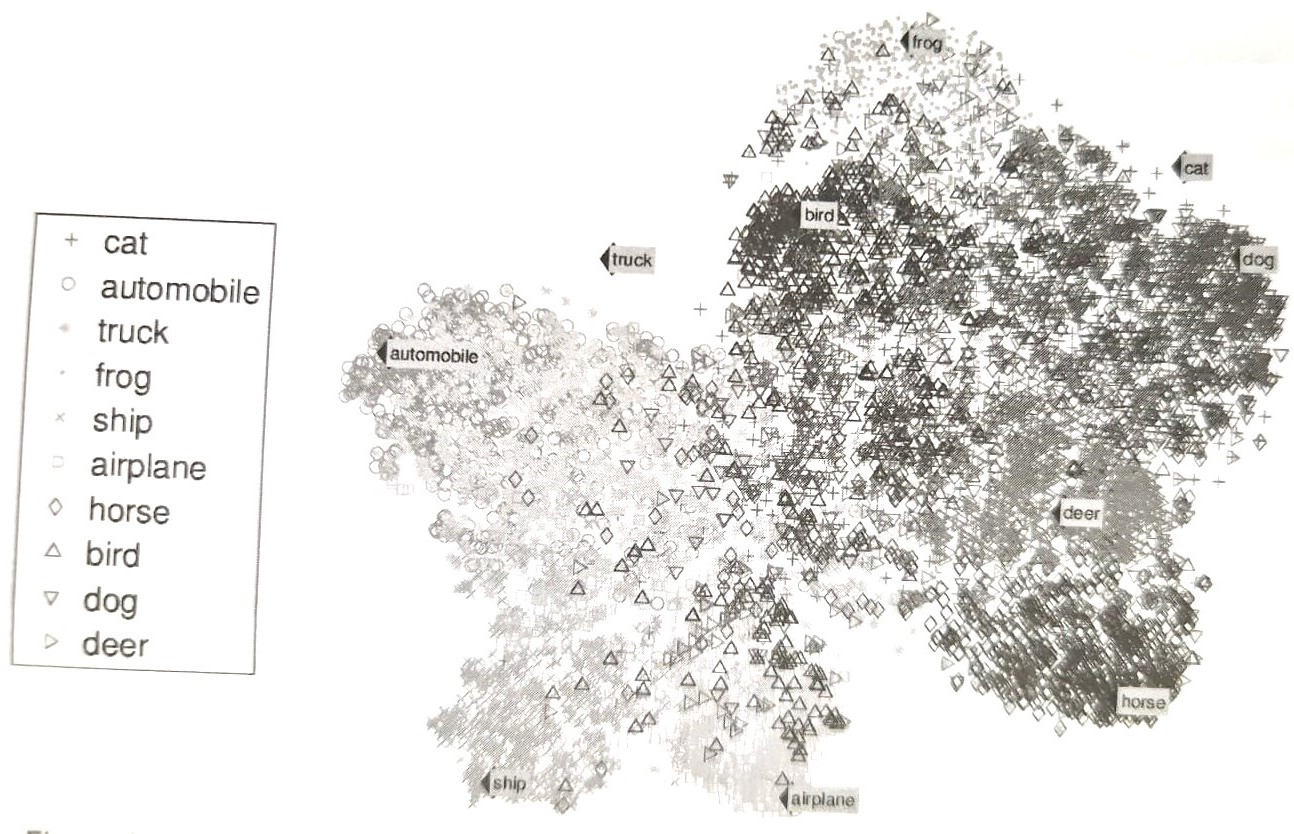 cat
automobile
truck
frog
ship
airplane
horse
bird
dog
deer
frog
cat
bird
truck
dog
automobile
deer
horse
ship
airplane